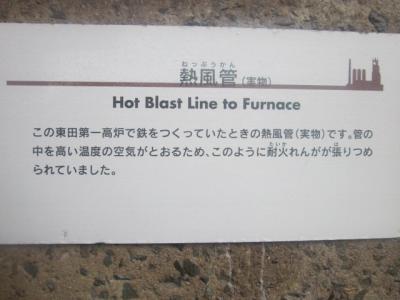 ねっぷうかん
熱風管(実物)
Hot Blast Line to Furnace
この東田第一高炉で鉄をつくっていたときの熱風管(実物)です。管の
中を高い温度の空気がとおるため、このように耐火れんがが張りつめ
られていました。
たいか
は